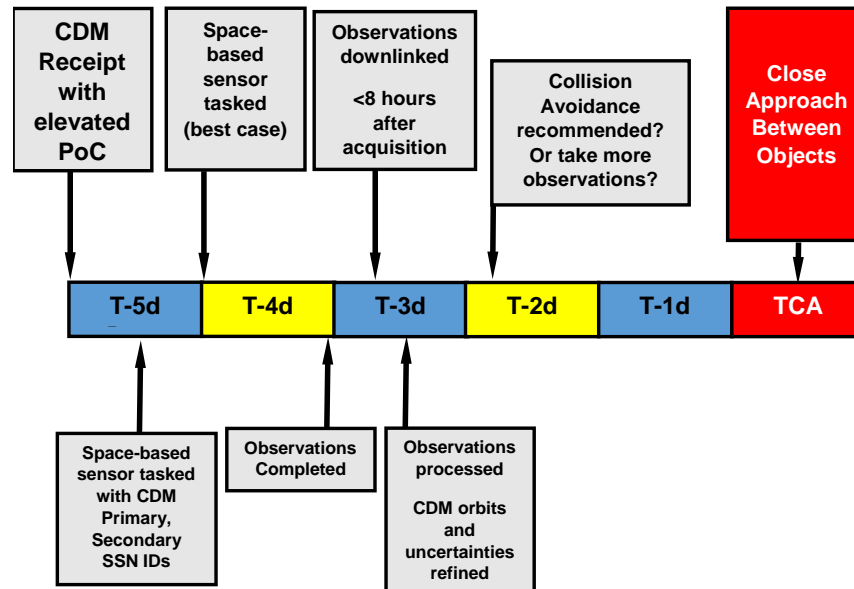 CDM
Receipt
with
elevated
PoC
Space-
based
sensor
tasked
(best case)
Observations
downlinked
<8 hours
after
acquisition
Collision
Avoidance
recommended?
Or take more
observations?
Close
Approach
Between
Objects
T-5d
T-4d
T-3d
T-2d
T-1d
TCA
Space-based
sensor tasked
with CDM
Primary,
Secondary
SSN IDs
Observations
Completed
Observations
processed
CDM orbits
and
uncertainties
refined